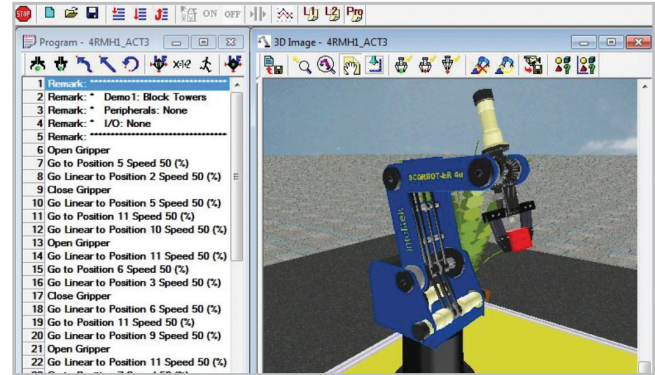 STOP ON OFF L1 L2 Pro
Program - 4RMH1_ACT3
3D Image - 4RMH1_ACT3
1 Remark: **********************************
2 Remark: * Demo1: Block Towers
3 Remark: * Peripherals: None
4 Remark: * I/O: None
5 Remark: **********************************
6 Open Gripper
7 Go to Position 5 Speed 50 (%)
8 Go Linear to Position 2 Speed 50 (%)
9 Close Gripper
10 Go Linear to Position 5 Speed 50 (%)
11 Go to Position 11 Speed 50 (%)
12 Go Linear to Position 10 Speed 50 (%)
13 Open Gripper
14 Go Linear to Position 11 Speed 50 (%)
15 Go to Position 6 Speed 50 (%)
16 Go Linear to Position 3 Speed 50 (%)
17 Close Gripper
18 Go Linear to Position 6 Speed 50 (%)
19 Go to Position 11 Speed 50 (%)
20 Go Linear to Position 9 Speed 50 (%)
21 Open Gripper
22 Go Linear to Position 11 Speed 50 (%)
SCORBOT-ER 4u
intelitek